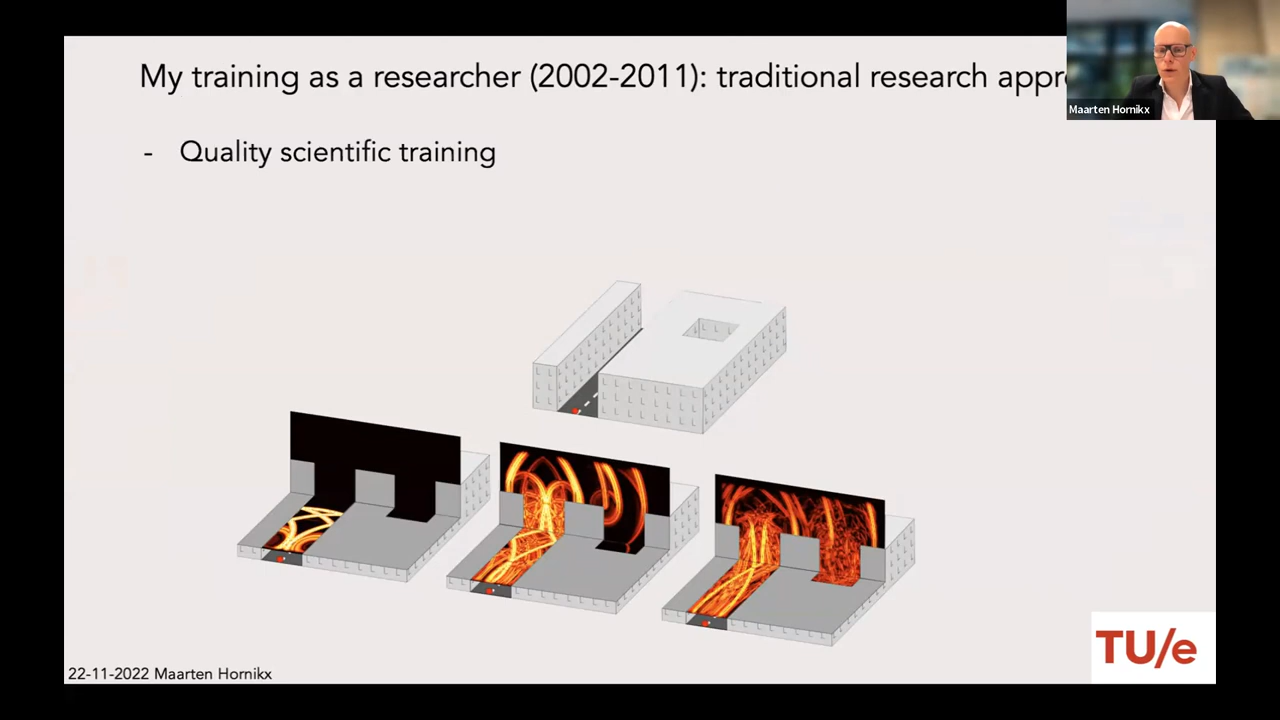 My training as a researcher (2002-2011): traditional research appr
Maarten Hornikx
- Quality scientific training
TU/e
22-11-2022 Maarten Hornikx